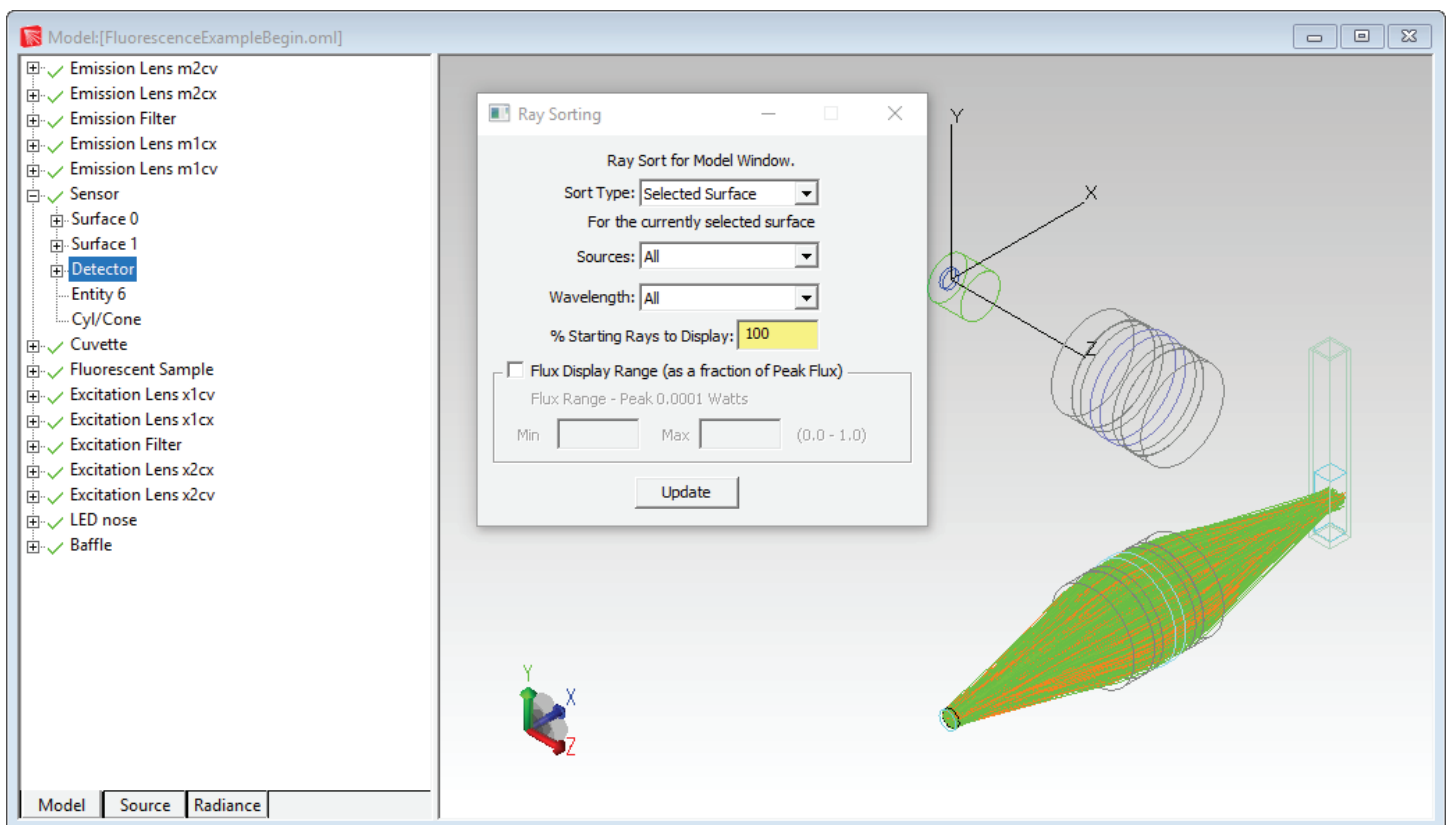 Model:[FluorescenceExampleBegin.oml]
Emission Lens m2cv
Emission Lens m2cx
Emission Filter
Emission Lens m1cx
Emission Lens m1cv
Sensor
Surface 0
Surface 1
Detector
Entity 6
Cyl/Cone
Cuvette
Fluorescent Sample
Excitation Lens x1cv
Excitation Lens x1cx
Excitation Filter
Excitation Lens x2cx
Excitation Lens x2cv
LED nose
Baffle
Model Source Radiance
Ray Sorting
Ray Sort for Model Window.
Sort Type: Selected Surface
For the currently selected surface
Sources: All
Wavelength: All
% Starting Rays to Display: 100
Flux Display Range (as a fraction of Peak Flux)
Flux Range - Peak 0.0001 Watts
Min Max (0.0 - 1.0)
Update
Y
X
Z
Y
X
Z